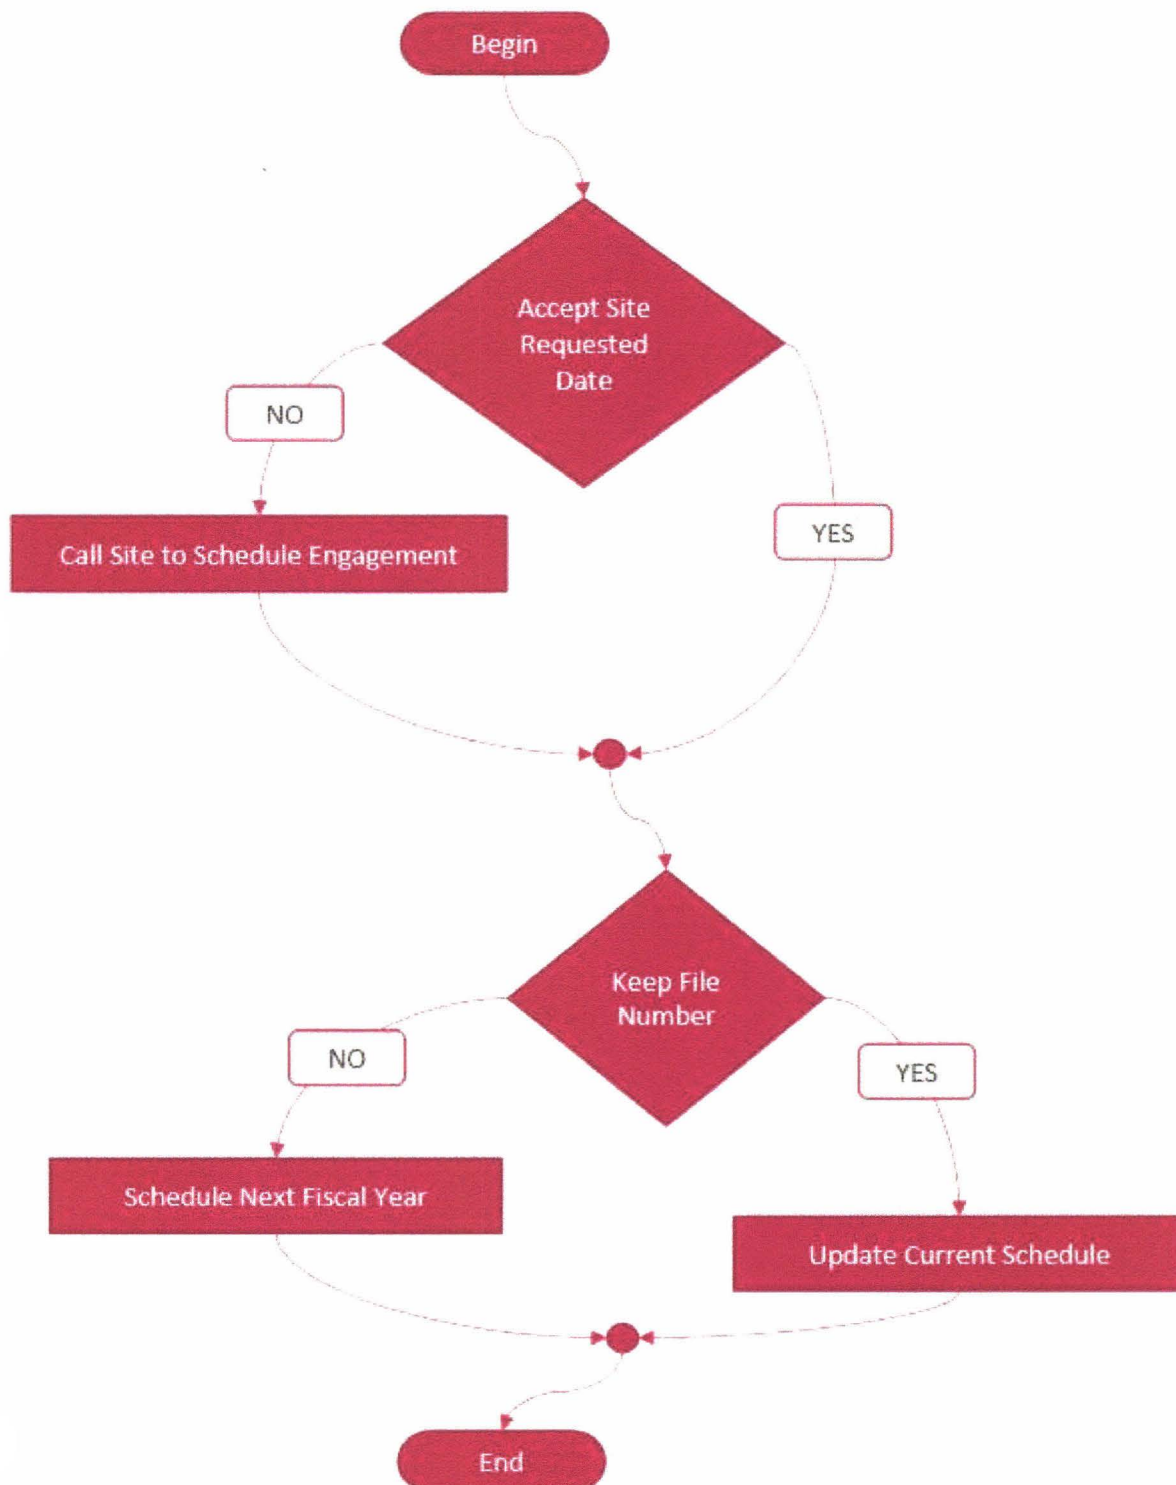 Begin
Accept Site
Requested
Date
NO
YES
Call Site to Schedule Engagement
Keep File
Number
NO
YES
Schedule Next Fiscal Year
Update Current Schedule
End